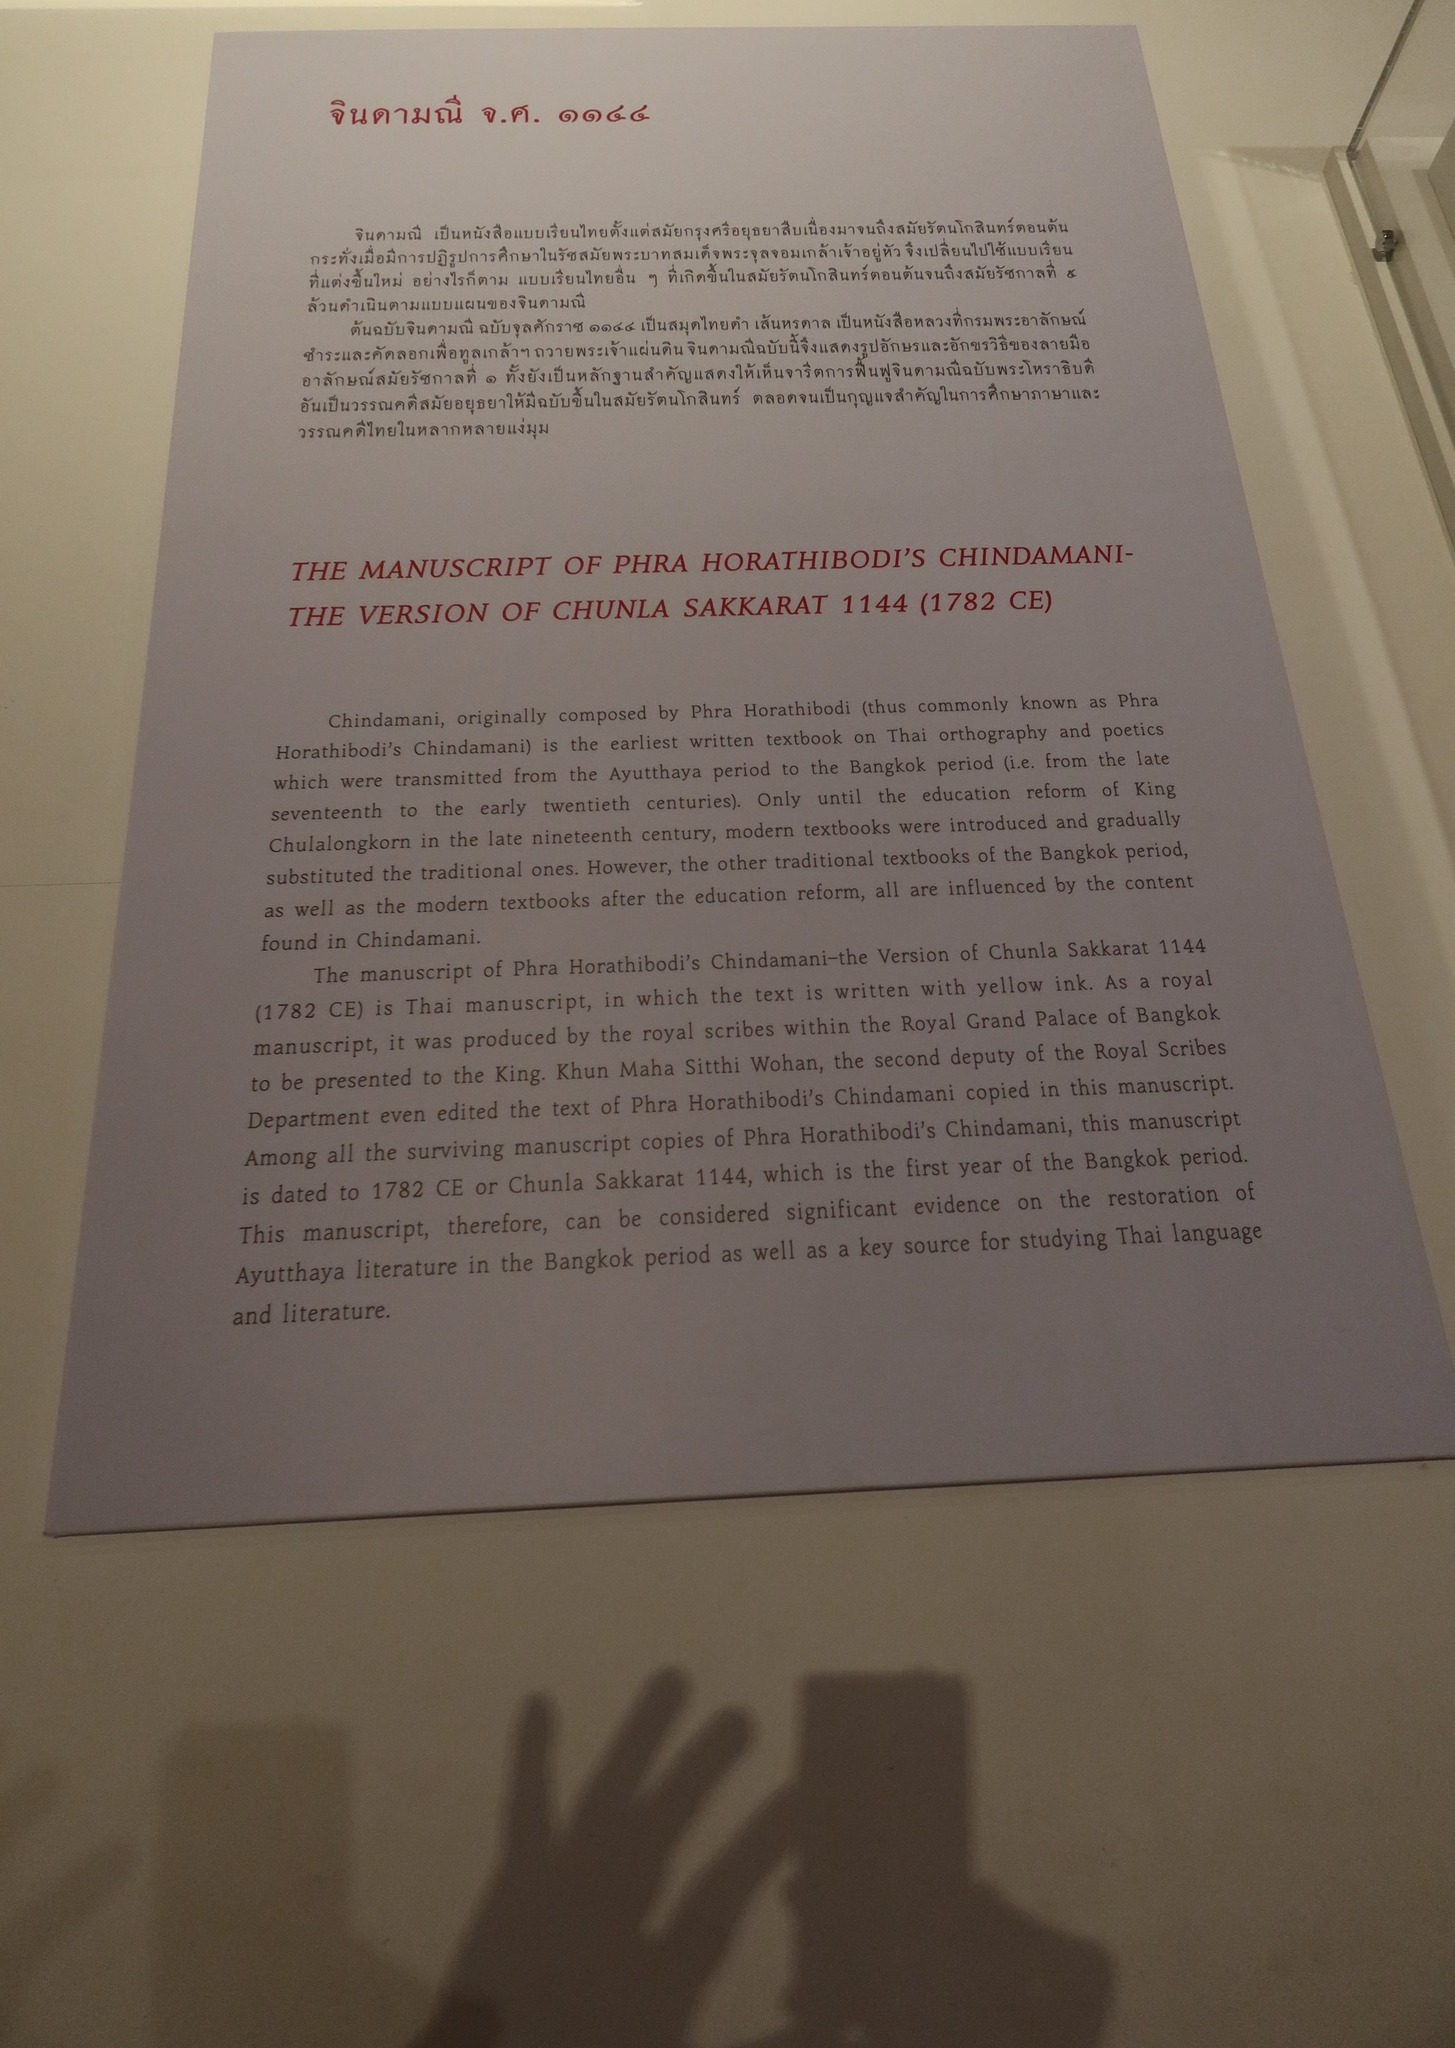 จินดามณี จ.ศ. ๑๑๔๔
จินดามณี เป็นหนังสือแบบเรียนไทยตั้งแต่สมัยกรุงศรีอยุธยาสืบเนื่องมาจนถึงสมัยรัตนโกสินทร์ตอนต้น
กระทั่งเมื่อมีการปฏิรูปการศึกษาในรัชสมัยพระบาทสมเด็จพระจุลจอมเกล้าเจ้าอยู่หัว จึงเปลี่ยนไปใช้แบบเรียน
ที่แต่งขึ้นใหม่ อย่างไรก็ตาม แบบเรียนไทยอื่น ๆ ที่เกิดขึ้นในสมัยรัตนโกสินทร์ตอนต้นจนถึงสมัยรัชกาลที่ ๕
ล้วนดำเนินตามแบบแผนของจินดามณี
ต้นฉบับจินดามณี ฉบับจุลศักราช ๑๑๔๔ เป็นสมุดไทยดำ เส้นหรดาล เป็นหนังสือหลวงที่กรมพระอาลักษณ์
ชำระและคัดลอกเพื่อทูลเกล้าฯ ถวายพระเจ้าแผ่นดิน จินดามณีฉบับนี้จึงแสดงรูปอักษรและอักขรวิธีของลายมือ
อาลักษณ์สมัยรัชกาลที่ ๑ ทั้งยังเป็นหลักฐานสำคัญแสดงให้เห็นจารีตการฟื้นฟูจินดามณีฉบับพระโหราธิบดี
อันเป็นวรรณคดีสมัยอยุธยาให้มีฉบับขึ้นในสมัยรัตนโกสินทร์ ตลอดจนเป็นกุญแจสำคัญในการศึกษาภาษาและ
วรรณคดีไทยในหลากหลายแง่มุม
THE MANUSCRIPT OF PHRA HORATHIBODI'S CHINDAMANI-
THE VERSION OF CHUNLA SAKKARAT 1144 (1782 CE)
Chindamani, originally composed by Phra Horathibodi (thus commonly known as Phra
Horathibodi's Chindamani) is the earliest written textbook on Thai orthography and poetics
which were transmitted from the Ayutthaya period to the Bangkok period (i.e. from the late
seventeenth to the early twentieth centuries). Only until the education reform of King
Chulalongkorn in the late nineteenth century, modern textbooks were introduced and gradually
substituted the traditional ones. However, the other traditional textbooks of the Bangkok period,
as well as the modern textbooks after the education reform, all are influenced by the content
found in Chindamani.
The manuscript of Phra Horathibodi's Chindamani–the Version of Chunla Sakkarat 1144
(1782 CE) is Thai manuscript, in which the text is written with yellow ink. As a royal
manuscript, it was produced by the royal scribes within the Royal Grand Palace of Bangkok
to be presented to the King. Khun Maha Sitthi Wohan, the second deputy of the Royal Scribes
Department even edited the text of Phra Horathibodi's Chindamani copied in this manuscript.
Among all the surviving manuscript copies of Phra Horathibodi's Chindamani, this manuscript
is dated to 1782 CE or Chunla Sakkarat 1144, which is the first year of the Bangkok period.
This manuscript, therefore, can be considered significant evidence on the restoration of
Ayutthaya literature in the Bangkok period as well as a key source for studying Thai language
and literature.